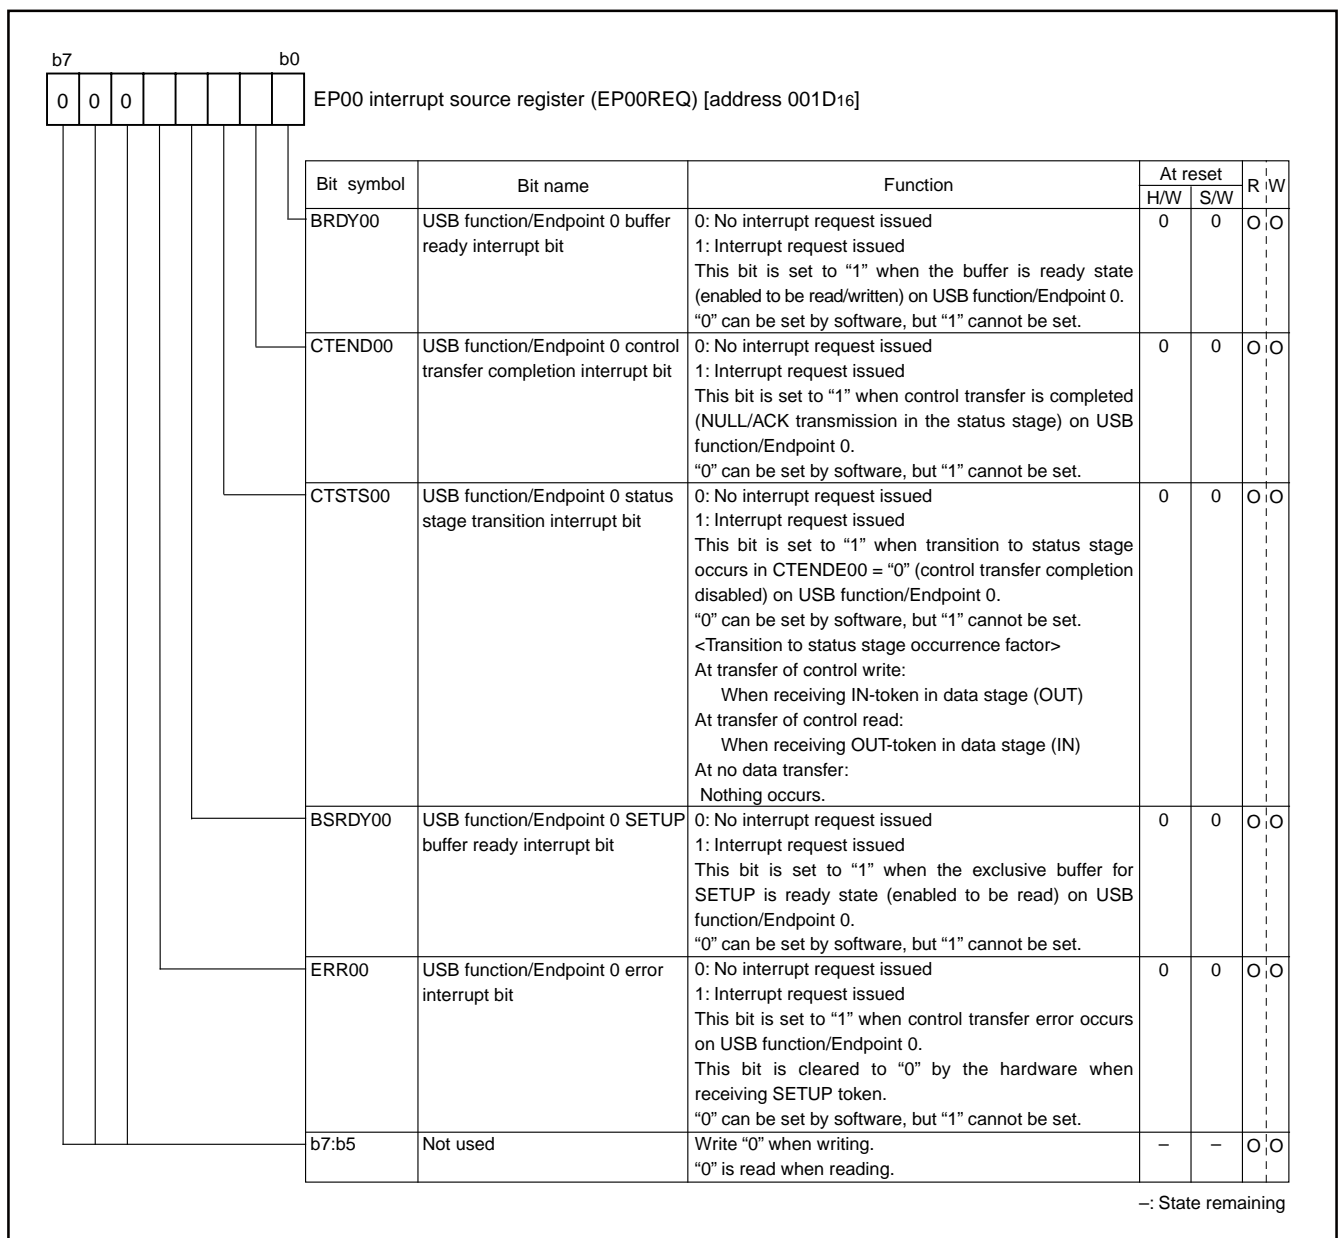 b7 b0
0 0 0 EP00 interrupt source register (EP00REQ) [address 001D16]
Bit symbol Bit name Function At reset R W
H/W S/W
BRDY00 USB function/Endpoint 0 buffer 0: No interrupt request issued 0 0 O O
ready interrupt bit 1: Interrupt request issued
This bit is set to “1” when the buffer is ready state
(enabled to be read/written) on USB function/Endpoint 0.
“0” can be set by software, but “1” cannot be set.
CTEND00 USB function/Endpoint 0 control 0: No interrupt request issued 0 0 O O
transfer completion interrupt bit 1: Interrupt request issued
This bit is set to “1” when control transfer is completed
(NULL/ACK transmission in the status stage) on USB
function/Endpoint 0.
“0” can be set by software, but “1” cannot be set.
CTSTS00 USB function/Endpoint 0 status 0: No interrupt request issued 0 0 O O
stage transition interrupt bit 1: Interrupt request issued
This bit is set to “1” when transition to status stage
occurs in CTENDE00 = “0” (control transfer completion
disabled) on USB function/Endpoint 0.
“0” can be set by software, but “1” cannot be set.
<Transition to status stage occurrence factor>
At transfer of control write:
When receiving IN-token in data stage (OUT)
At transfer of control read:
When receiving OUT-token in data stage (IN)
At no data transfer:
Nothing occurs.
BSRDY00 USB function/Endpoint 0 SETUP 0: No interrupt request issued 0 0 O O
buffer ready interrupt bit 1: Interrupt request issued
This bit is set to “1” when the exclusive buffer for
SETUP is ready state (enabled to be read) on USB
function/Endpoint 0.
“0” can be set by software, but “1” cannot be set.
ERR00 USB function/Endpoint 0 error 0: No interrupt request issued 0 0 O O
interrupt bit 1: Interrupt request issued
This bit is set to “1” when control transfer error occurs
on USB function/Endpoint 0.
This bit is cleared to “0” by the hardware when
receiving SETUP token.
“0” can be set by software, but “1” cannot be set.
b7:b5 Not used Write “0” when writing. – – O O
“0” is read when reading.
–: State remaining